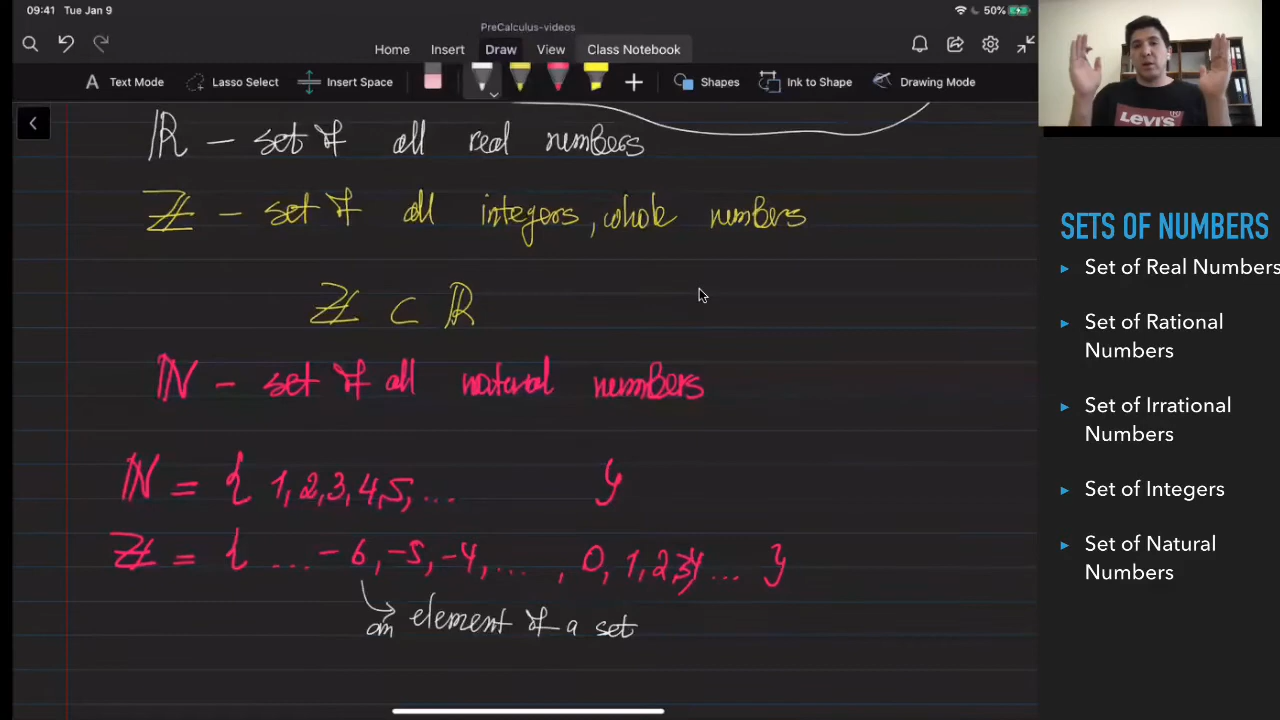 09:41 Tue Jan 9
50%
PreCalculus-videos
Home Insert Draw View Class Notebook
Text Mode Lasso Select Insert Space Shapes Ink to Shape Drawing Mode
ℝ - set of all real numbers
ℤ - set of all integers, whole numbers
ℤ ⊂ ℝ
ℕ - set of all natural numbers
ℕ = { 1, 2, 3, 4, 5, ... }
ℤ = { ... -6, -5, -4, ... , 0, 1, 2, 3, 4 ... }
an element of a set
LEVI'S
SETS OF NUMBERS
Set of Real Numbers
Set of Rational
Numbers
Set of Irrational
Numbers
Set of Integers
Set of Natural
Numbers